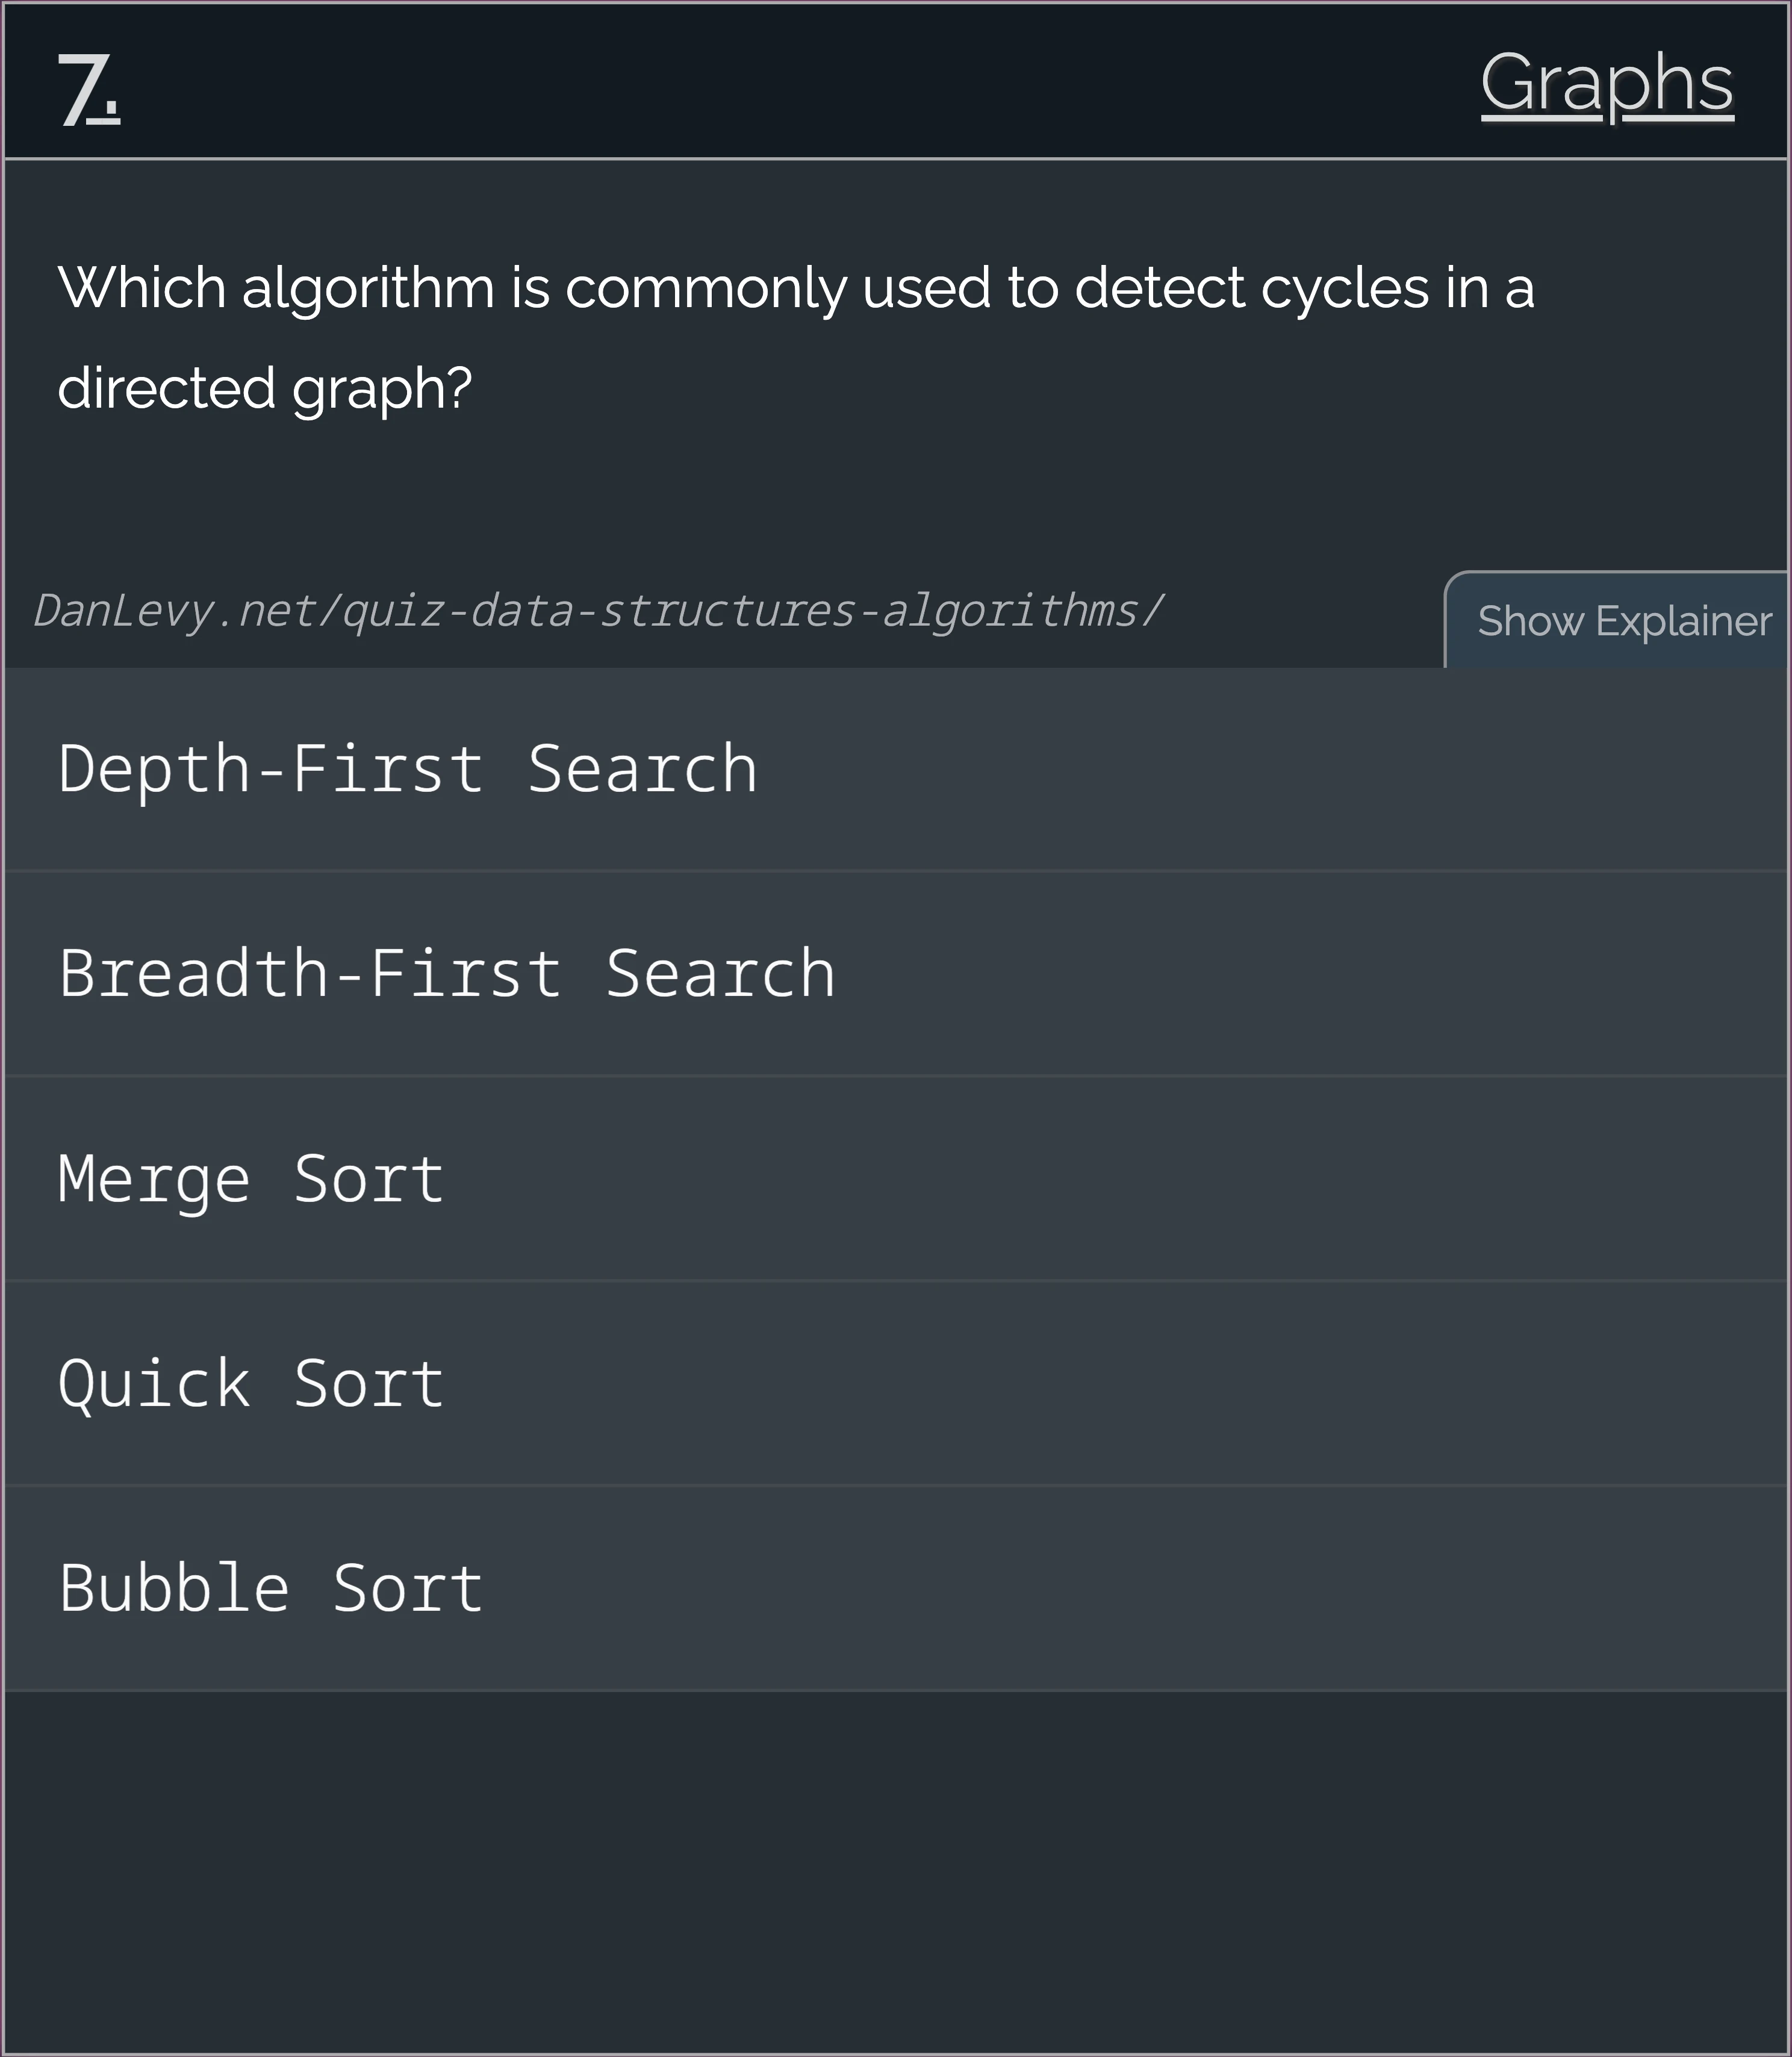 7.
Graphs
Which algorithm is commonly used to detect cycles in a
directed graph?
DanLevy.net/quiz-data-structures-algorithms/
Show Explainer
Depth-First Search
Breadth-First Search
Merge Sort
Quick Sort
Bubble Sort